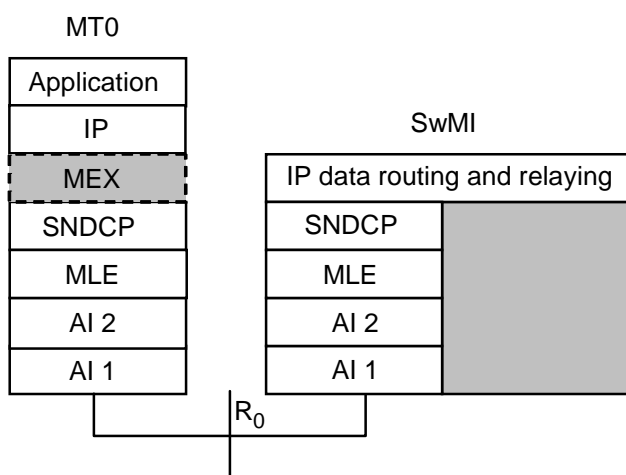 MT0
Application
IP
MEX
SNDCP
MLE
AI 2
AI 1
SwMI
IP data routing and relaying
SNDCP
MLE
AI 2
AI 1
R0